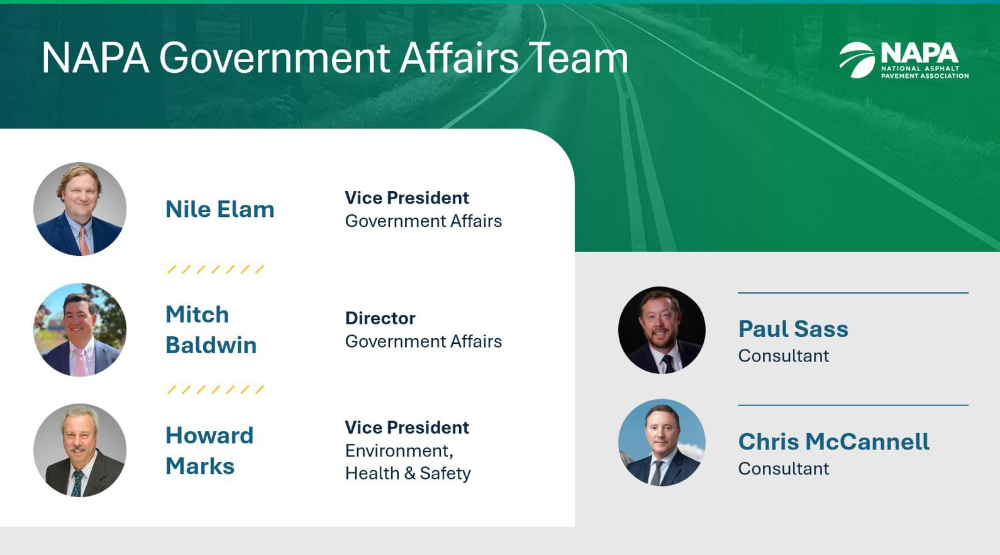 NAPA Government Affairs Team
NAPA
NATIONAL ASPHALT
PAVEMENT ASSOCIATION
Nile Elam
Vice President
Government Affairs
Mitch
Baldwin
Director
Government Affairs
Howard
Marks
Vice President
Environment,
Health & Safety
Paul Sass
Consultant
Chris McCannell
Consultant